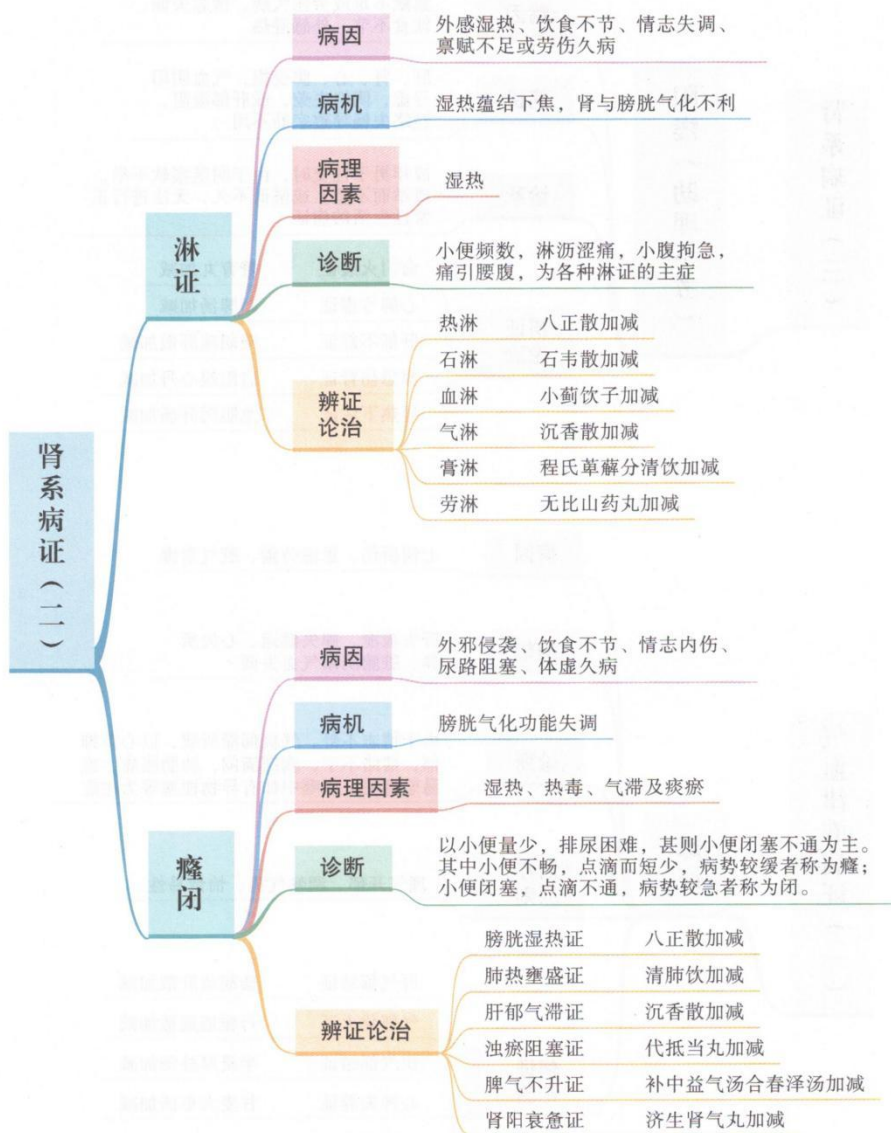 肾系病证（二）
淋证
病因
外感湿热、饮食不节、情志失调、
禀赋不足或劳伤久病
病机
湿热蕴结下焦，肾与膀胱气化不利
病理
因素
湿热
诊断
小便频数，淋沥涩痛，小腹拘急，
痛引腰腹，为各种淋证的主症
辨证
论治
热淋 八正散加减
石淋 石韦散加减
血淋 小蓟饮子加减
气淋 沉香散加减
膏淋 程氏萆薢分清饮加减
劳淋 无比山药丸加减
癃闭
病因
外邪侵袭、饮食不节、情志内伤、
尿路阻塞、体虚久病
病机
膀胱气化功能失调
病理因素
湿热、热毒、气滞及痰瘀
诊断
以小便量少，排尿困难，甚则小便闭塞不通为主。
其中小便不畅，点滴而短少，病势较缓者称为癃；
小便闭塞，点滴不通，病势较急者称为闭。
辨证论治
膀胱湿热证 八正散加减
肺热壅盛证 清肺饮加减
肝郁气滞证 沉香散加减
浊瘀阻塞证 代抵当丸加减
脾气不升证 补中益气汤合春泽汤加减
肾阳衰惫证 济生肾气丸加减